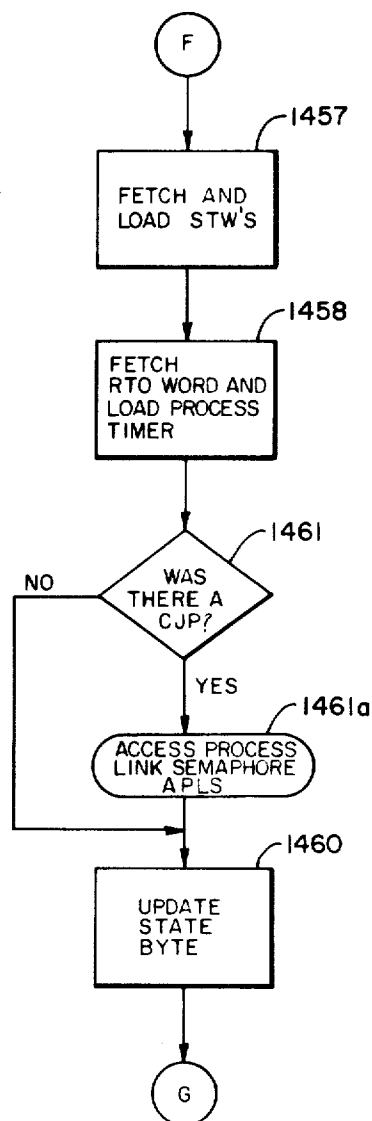 F
1457
FETCH AND
LOAD STW'S
1458
FETCH
RTO WORD AND
LOAD PROCESS
TIMER
1461
NO
WAS
THERE A
CJP?
YES
1461a
ACCESS PROCESS
LINK SEMAPHORE
APLS
1460
UPDATE
STATE
BYTE
G